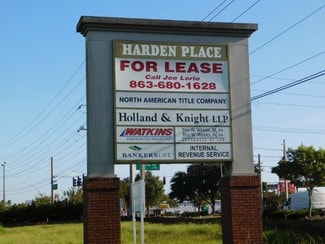 HARDEN PLACE
FOR LEASE
Call Joe Lorio
863-680-1628
NORTH AMERICAN TITLE COMPANY
Holland & Knight LLP
WATKINS
BANKERS LIFE
INTERNAL
REVENUE SERVICE